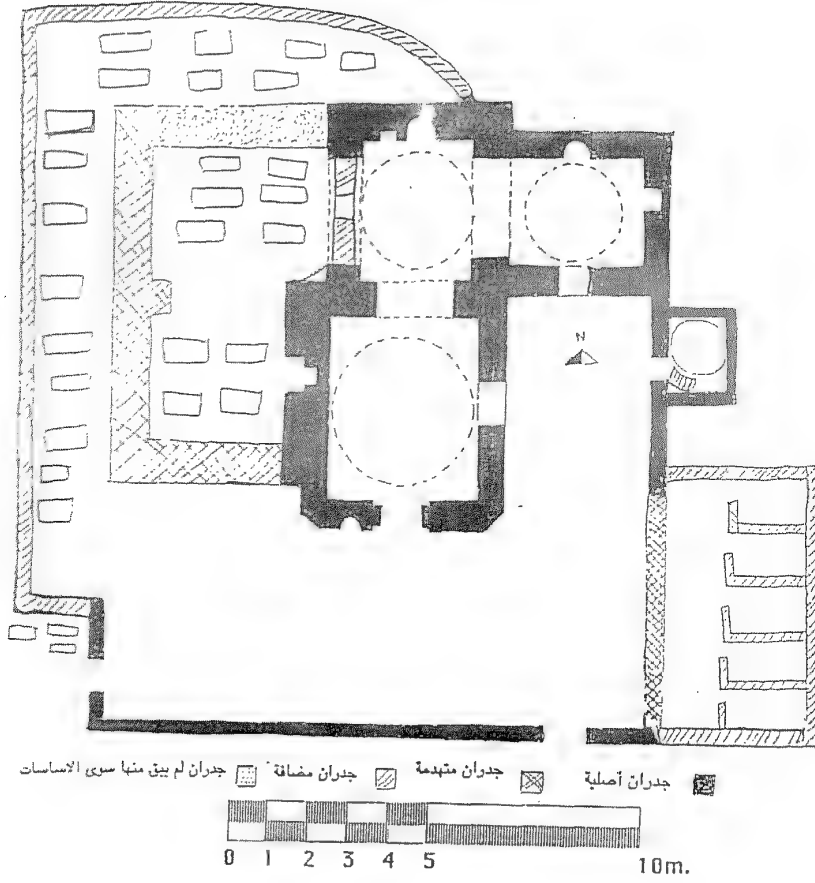 N
جدران أصلية جدران متهدمة جدران مضافة جدران لم يبق منها سوى الاساسات
0 1 2 3 4 5 10m.